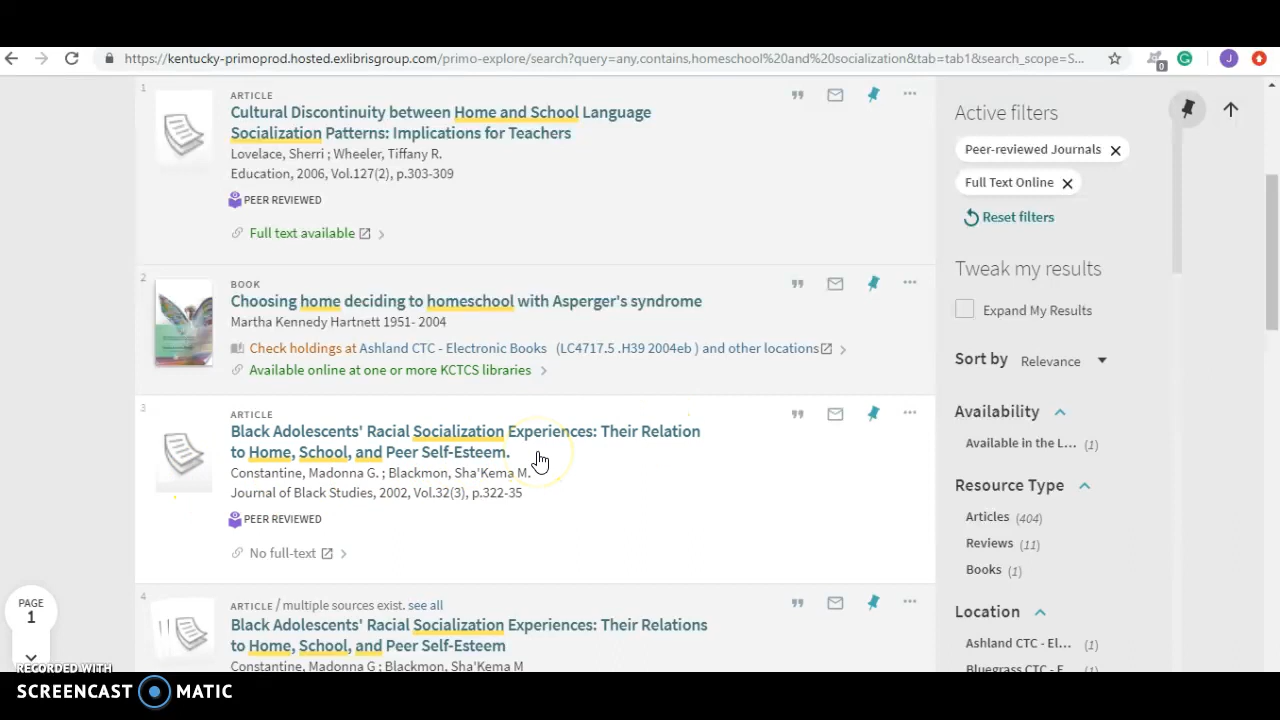 https://kentucky-primoprod.hosted.exlibrisgroup.com/primo-explore/search?query=any,contains,homeschool%20and%20socialization&tab=tab1&search_scope=S...
0
J
1
ARTICLE
Cultural Discontinuity between Home and School Language
Socialization Patterns: Implications for Teachers
Lovelace, Sherri ; Wheeler, Tiffany R.
Education, 2006, Vol.127(2), p.303-309
PEER REVIEWED
Full text available
2
BOOK
Choosing home deciding to homeschool with Asperger's syndrome
Martha Kennedy Hartnett 1951- 2004
Check holdings at Ashland CTC - Electronic Books (LC4717.5 .H39 2004eb ) and other locations
Available online at one or more KCTCS libraries
3
ARTICLE
Black Adolescents' Racial Socialization Experiences: Their Relation
to Home, School, and Peer Self-Esteem.
Constantine, Madonna G. ; Blackmon, Sha'Kema M.
Journal of Black Studies, 2002, Vol.32(3), p.322-35
PEER REVIEWED
No full-text
4
ARTICLE / multiple sources exist. see all
Black Adolescents' Racial Socialization Experiences: Their Relations
to Home, School, and Peer Self-Esteem
Constantine, Madonna G ; Blackmon, Sha'Kema M
Active filters
Peer-reviewed Journals
Full Text Online
Reset filters
Tweak my results
Expand My Results
Sort by Relevance
Availability
Available in the L... (1)
Resource Type
Articles (404)
Reviews (11)
Books (1)
Location
Ashland CTC - El... (1)
Bluegrass CTC - E... (1)
PAGE
1
RECORDED WITH
SCREENCAST MATIC